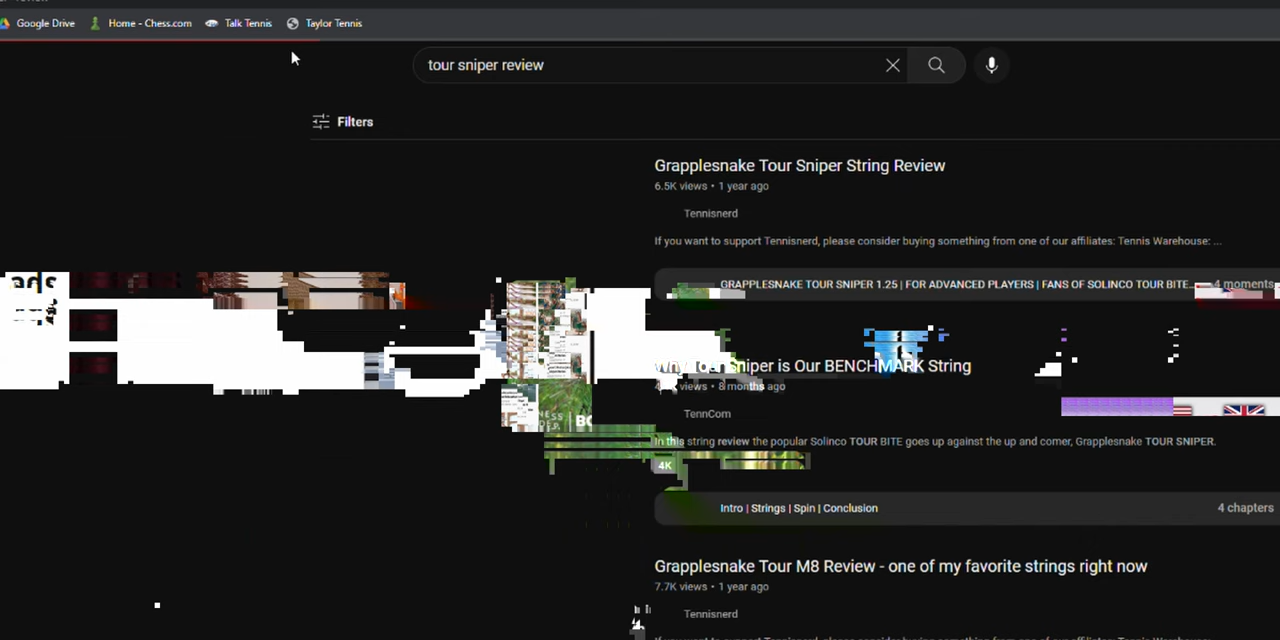 Google Drive
Home - Chess.com
Talk Tennis
Taylor Tennis
tour sniper review
Filters
Grapplesnake Tour Sniper String Review
6.5K views • 1 year ago
Tennisnerd
If you want to support Tennisnerd, please consider buying something from one of our affiliates: Tennis Warehouse: ...
GRAPPLESNAKE TOUR SNIPER 1.25 | FOR ADVANCED PLAYERS | FANS OF SOLINCO TOUR BITE... 4 moments
Why Tour Sniper is Our BENCHMARK String
views • 8 months ago
TennCom
In this string review the popular Solinco TOUR BITE goes up against the up and comer, Grapplesnake TOUR SNIPER.
4K
Intro | Strings | Spin | Conclusion
4 chapters
Grapplesnake Tour M8 Review - one of my favorite strings right now
7.7K views • 1 year ago
Tennisnerd